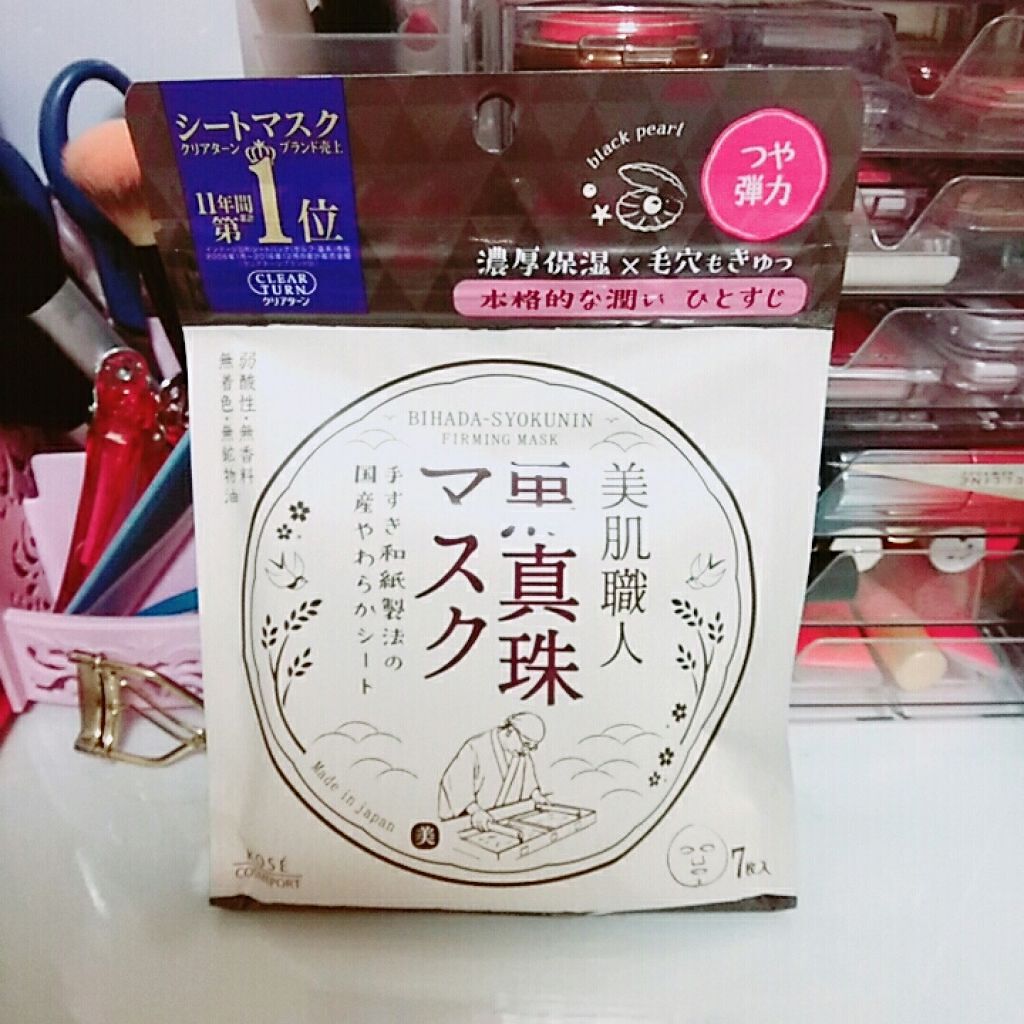 シートマスク
クリアターン ブランド売上
11年間
累計
第1位
CLEAR
TURN
クリアターン
black pearl
つや
弾力
濃厚保湿×毛穴もきゅっ
本格的な潤い ひとすじ
弱酸性・無香料
無着色・無鉱物油
BIHADA-SYOKUNIN
FIRMING MASK
美肌職人
黒真珠
マスク
手すき和紙製法の
国産やわらかシート
Made in Japan
美
KOSÉ
COSMEPORT
7枚入